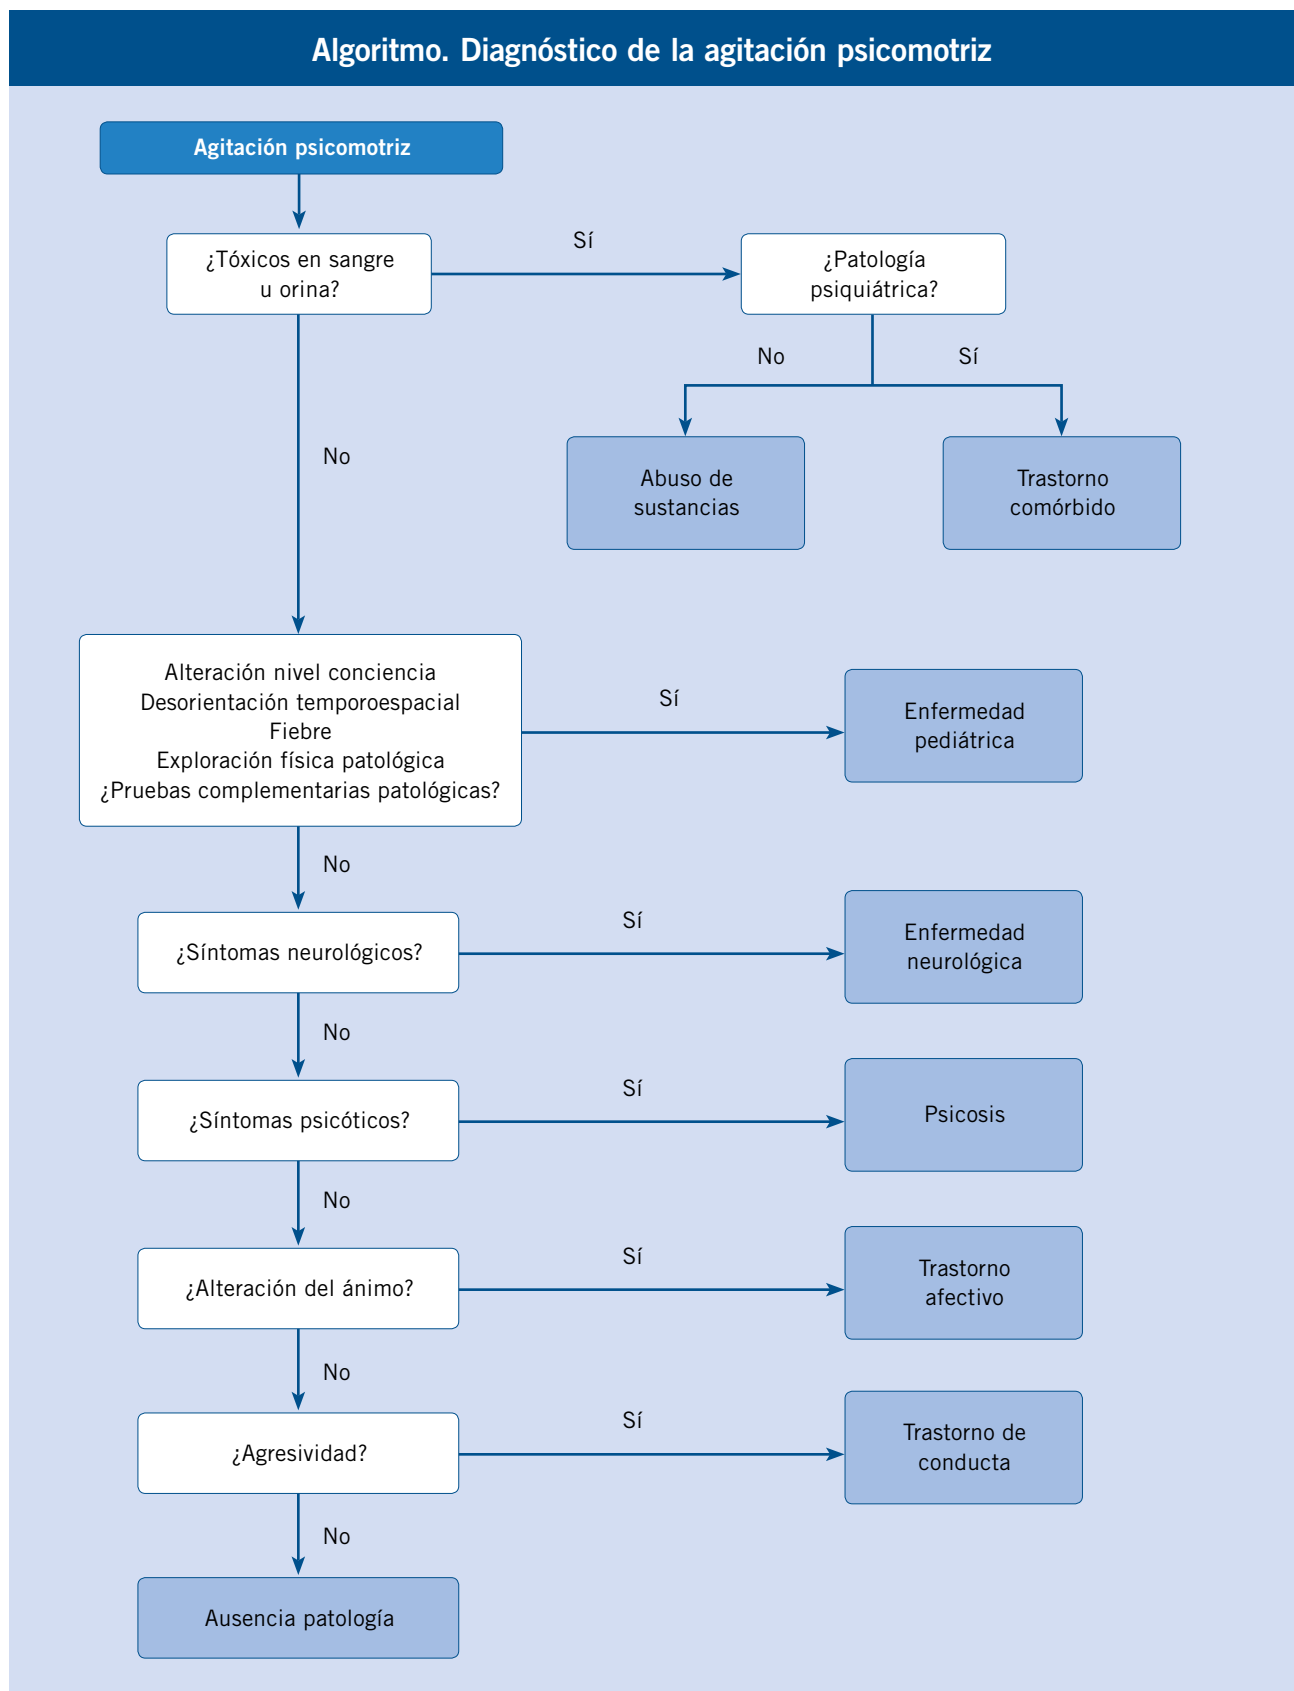 Algoritmo. Diagnóstico de la agitación psicomotriz
Agitación psicomotriz
¿Tóxicos en sangre
u orina?
Sí
¿Patología
psiquiátrica?
No
Sí
Abuso de
sustancias
Trastorno
comórbido
No
Alteración nivel conciencia
Desorientación temporoespacial
Fiebre
Exploración física patológica
¿Pruebas complementarias patológicas?
Sí
Enfermedad
pediátrica
No
¿Síntomas neurológicos?
Sí
Enfermedad
neurológica
No
¿Síntomas psicóticos?
Sí
Psicosis
No
¿Alteración del ánimo?
Sí
Trastorno
afectivo
No
¿Agresividad?
Sí
Trastorno de
conducta
No
Ausencia patología